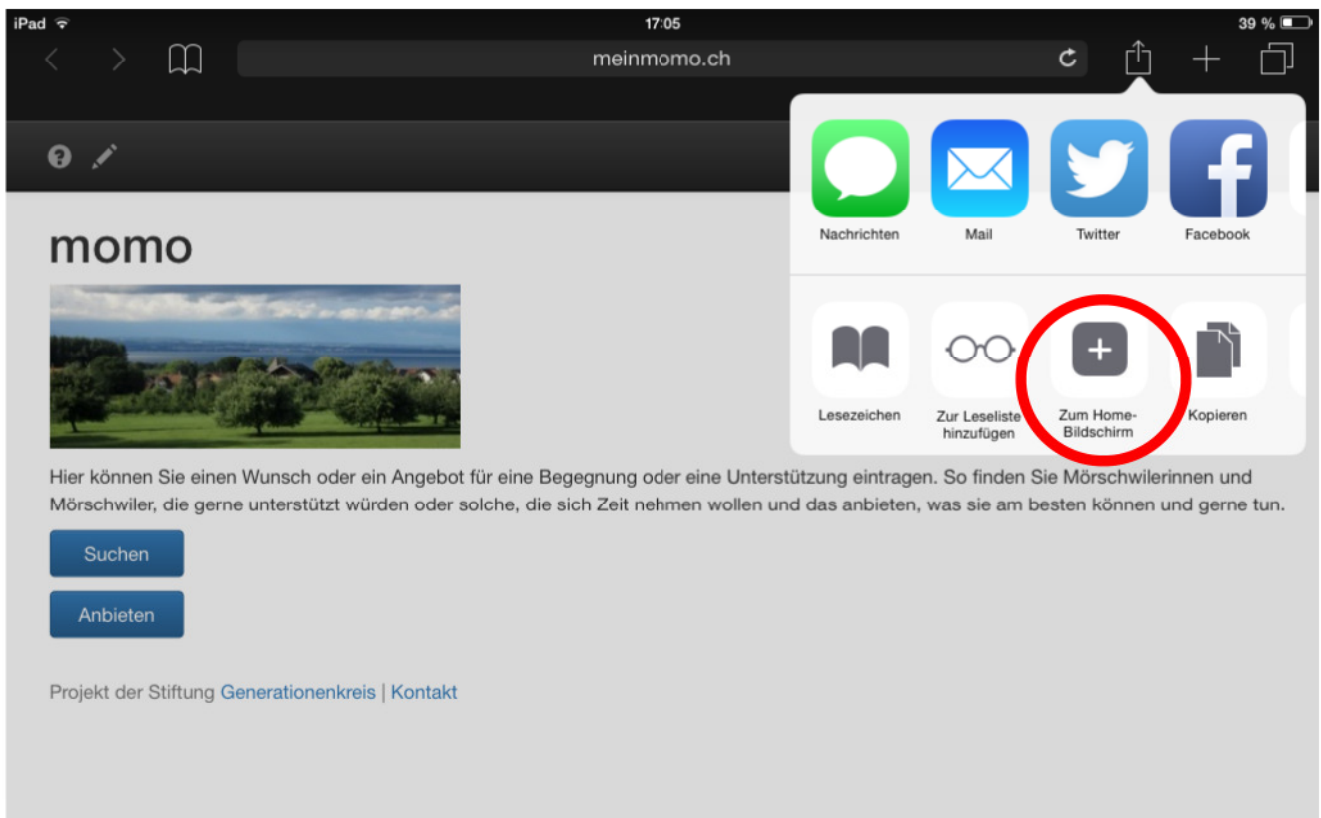 iPad 17:05 39 %
meinmomo.ch
Nachrichten Mail Twitter Facebook
momo
Lesezeichen Zur Leseliste hinzufügen Zum Home-Bildschirm Kopieren
Hier können Sie einen Wunsch oder ein Angebot für eine Begegnung oder eine Unterstützung eintragen. So finden Sie Mörschwilerinnen und
Mörschwiler, die gerne unterstützt würden oder solche, die sich Zeit nehmen wollen und das anbieten, was sie am besten können und gerne tun.
Suchen
Anbieten
Projekt der Stiftung Generationenkreis | Kontakt